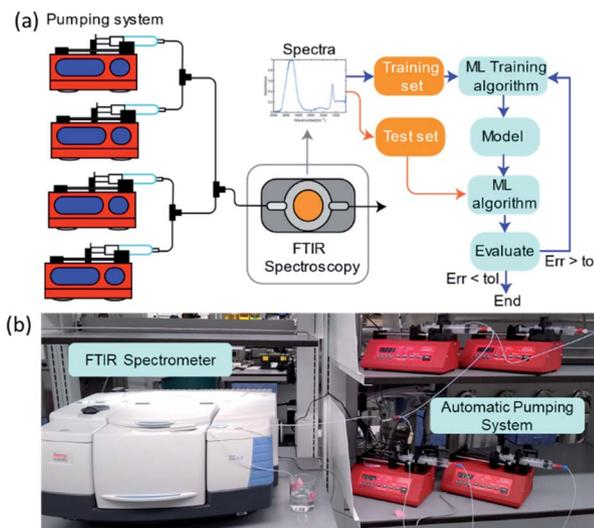 (a)
Pumping system
Spectra
Training
set
ML Training
algorithm
Test set
Model
ML
algorithm
FTIR
Spectroscopy
Evaluate
Err > to
Err < tol
End
(b)
FTIR Spectrometer
Automatic Pumping
System